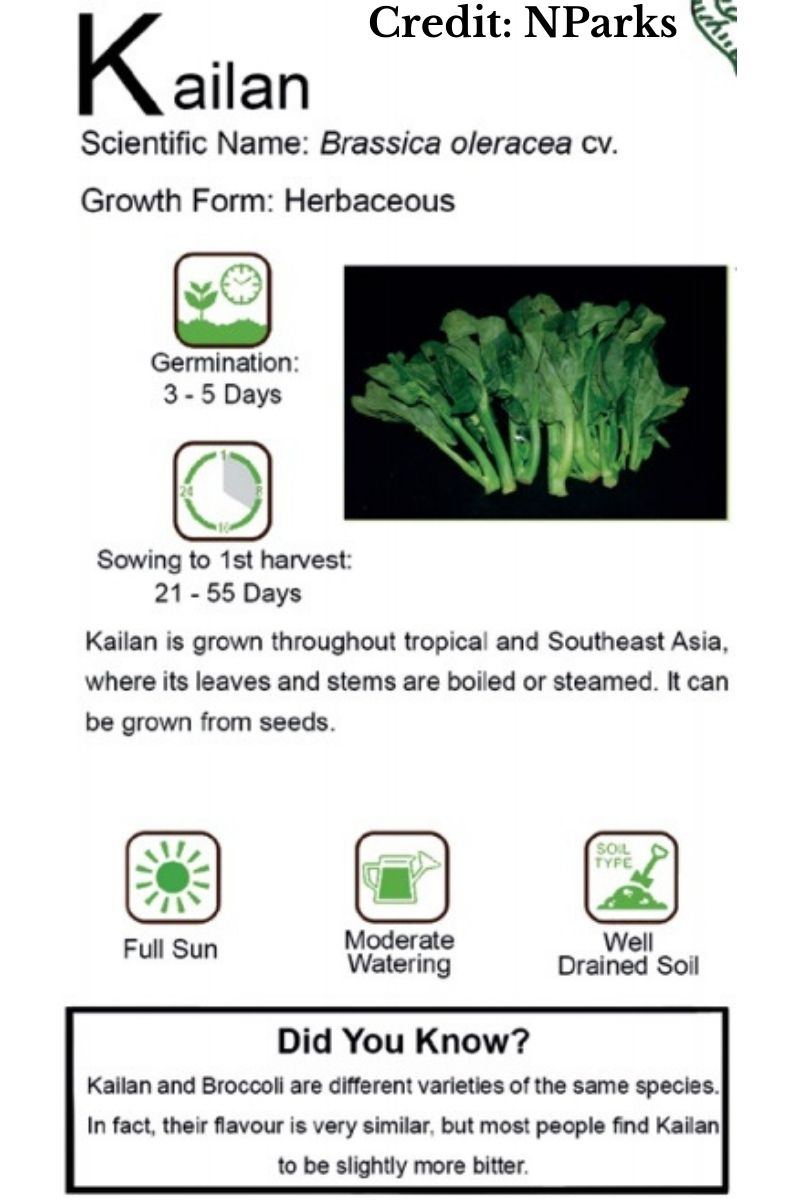 Credit: NParks
Kailan
Scientific Name: Brassica oleracea cv.
Growth Form: Herbaceous
Germination:
3 - 5 Days
1
24
8
16
Sowing to 1st harvest:
21 - 55 Days
Kailan is grown throughout tropical and Southeast Asia,
where its leaves and stems are boiled or steamed. It can
be grown from seeds.
SOIL
TYPE
Full Sun
Moderate
Watering
Well
Drained Soil
Did You Know?
Kailan and Broccoli are different varieties of the same species.
In fact, their flavour is very similar, but most people find Kailan
to be slightly more bitter.